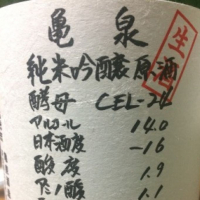 亀泉
生
純米吟醸原酒
酵母 CEL-24
アルコール 14.0
日本酒度 -16
酸度 1.9
アミノ酸 1.1